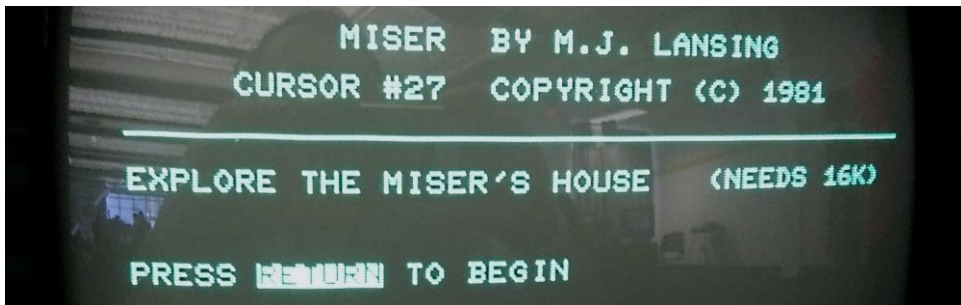 MISER BY M.J. LANSING
CURSOR #27 COPYRIGHT (C) 1981
EXPLORE THE MISER'S HOUSE (NEEDS 16K)
PRESS RETURN TO BEGIN